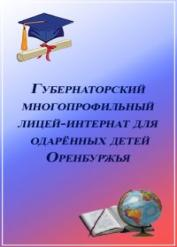 Губернаторский
многопрофильный
лицей-интернат для
одарённых детей
Оренбуржья